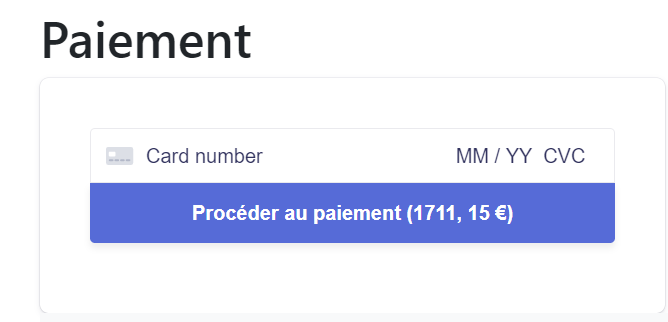 Paiement
Card number MM / YY CVC
Procéder au paiement (1711, 15 €)